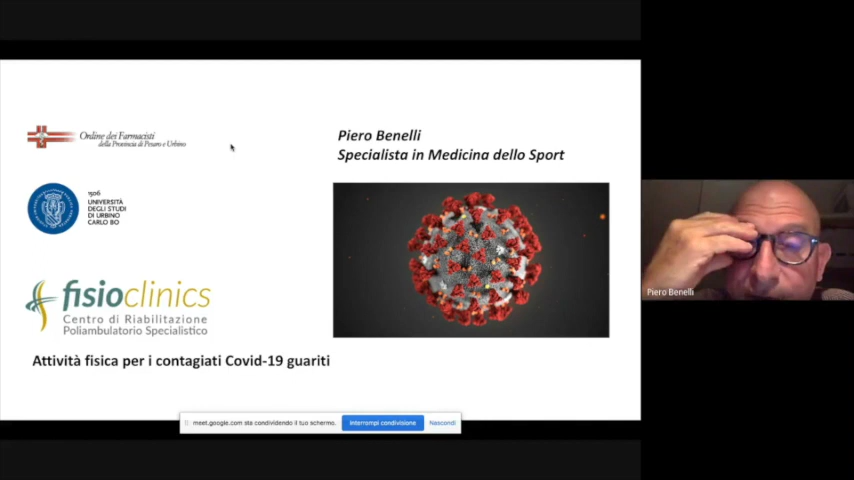 Ordine dei Farmacisti
della Provincia di Pesaro e Urbino
Piero Benelli
Specialista in Medicina dello Sport
1506
UNIVERSITÀ
DEGLI STUDI
DI URBINO
CARLO BO
fisioclinics
Centro di Riabilitazione
Poliambulatorio Specialistico
Attività fisica per i contagiati Covid-19 guariti
Piero Benelli
meet.google.com sta condividendo il tuo schermo.
Interrompi condivisione
Nascondi